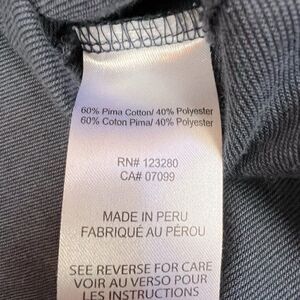 60% Pima Cotton/ 40% Polyester
60% Coton Pima/ 40% Polyester
RN# 123280
CA# 07099
MADE IN PERU
FABRIQUÉ AU PÉROU
SEE REVERSE FOR CARE
VOIR AU VERSO POUR
LES INSTRUCTIONS